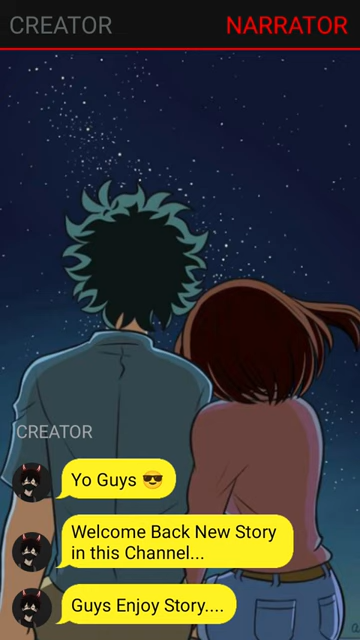 CREATOR
NARRATOR
CREATOR
Yo Guys 😎
Welcome Back New Story
in this Channel...
Guys Enjoy Story....